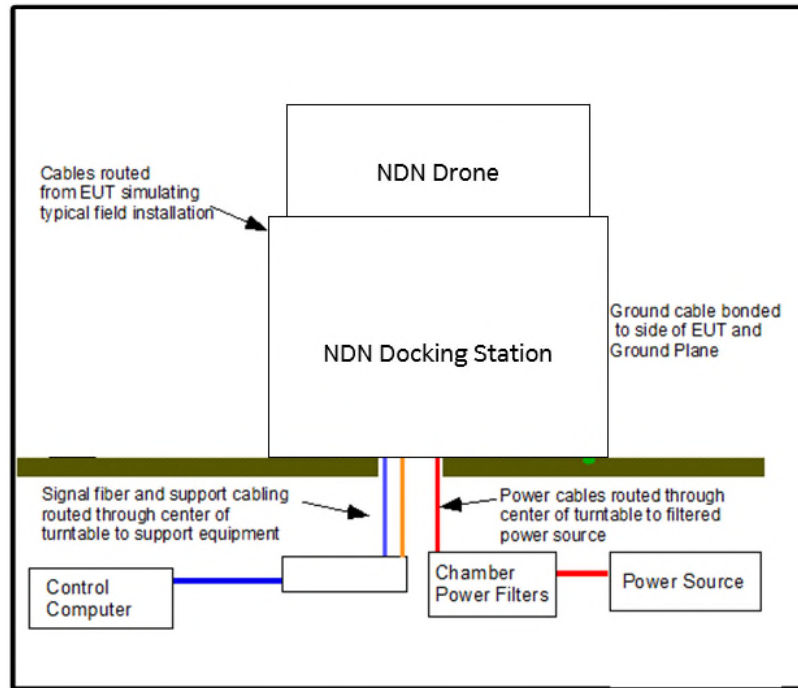 NDN Drone
Cables routed
from EUT simulating
typical field installation
Ground cable bonded
to side of EUT and
Ground Plane
NDN Docking Station
Signal fiber and support cabling
routed through center of
turntable to support equipment
Power cables routed through
center of turntable to filtered
power source
Control
Computer
Chamber
Power Filters
Power Source